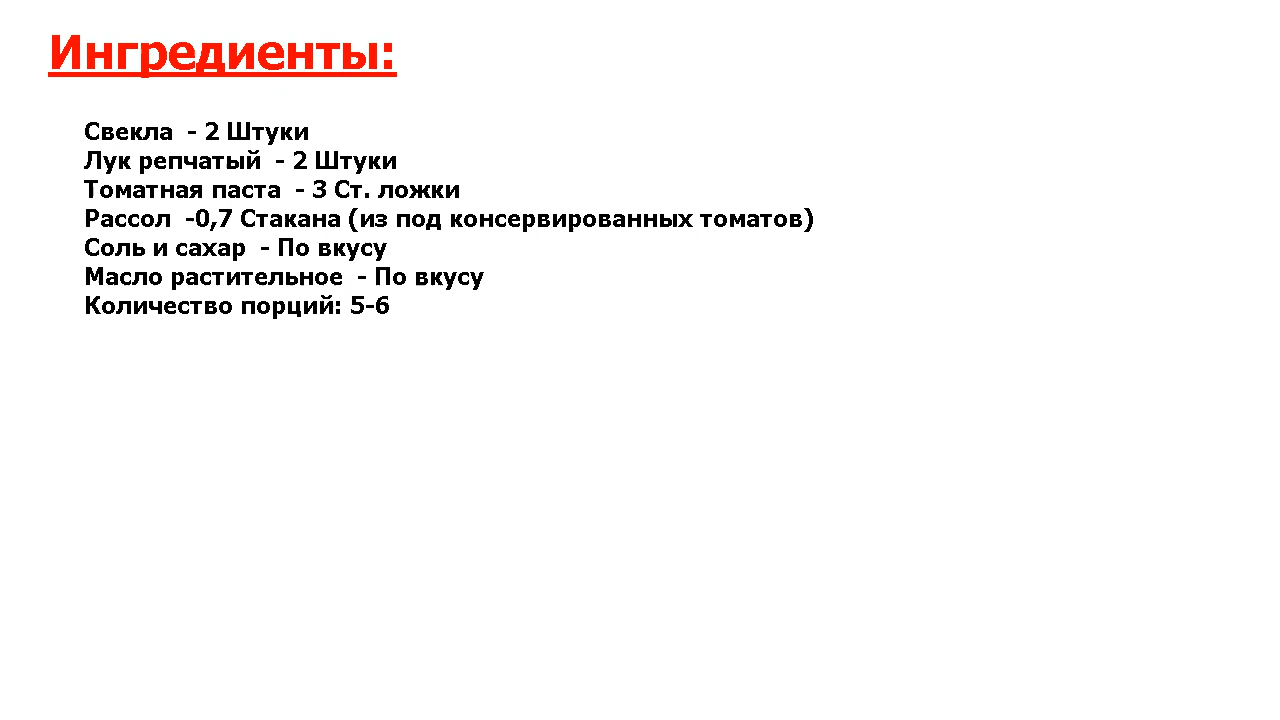 Ингредиенты:
Свекла  - 2 Штуки
Лук репчатый  - 2 Штуки
Томатная паста  - 3 Ст. ложки
Рассол  -0,7 Стакана (из под консервированных томатов)
Соль и сахар  - По вкусу
Масло растительное  - По вкусу
Количество порций: 5-6